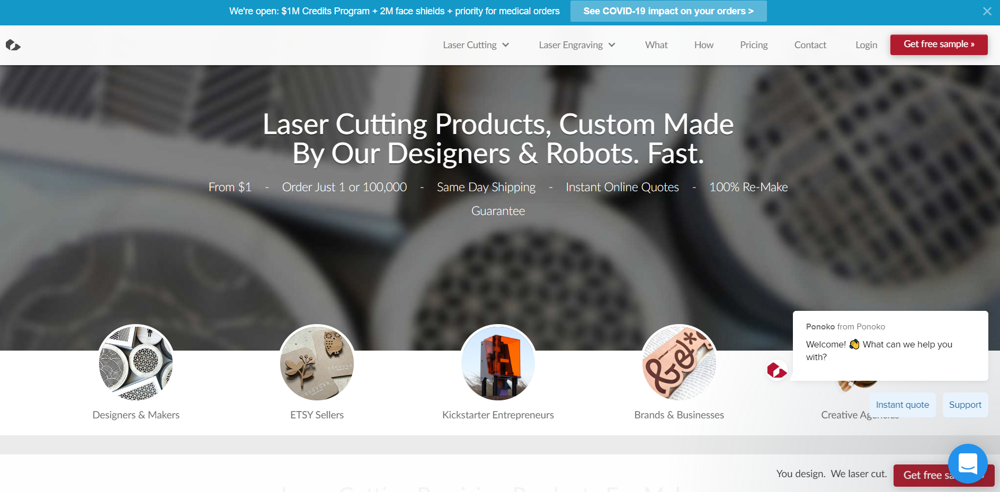 We're open: $1M Credits Program + 2M face shields + priority for medical orders
See COVID-19 impact on your orders >
Laser Cutting
Laser Engraving
What
How
Pricing
Contact
Login
Get free sample »
Laser Cutting Products, Custom Made
By Our Designers & Robots. Fast.
From $1 - Order Just 1 or 100,000 - Same Day Shipping - Instant Online Quotes - 100% Re-Make
Guarantee
Designers & Makers
ETSY Sellers
Kickstarter Entrepreneurs
Brands & Businesses
Creative Agencies
Ponoko from Ponoko
Welcome! 👋 What can we help you
with?
Instant quote
Support
You design. We laser cut.
Get free sa